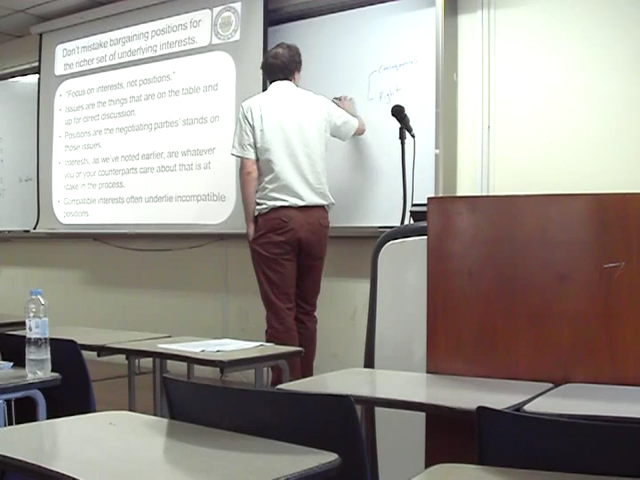 Don't mistake bargaining positions for
the richer set of underlying interests.
• "Focus on interests, not positions."
• Issues are the things that are on the table and
up for direct discussion.
• Positions are the negotiating parties' stands on
those issues.
• Interests, as we've noted earlier, are whatever
you or your counterparts care about that is at
stake in the process.
• Compatible interests often underlie incompatible
positions.